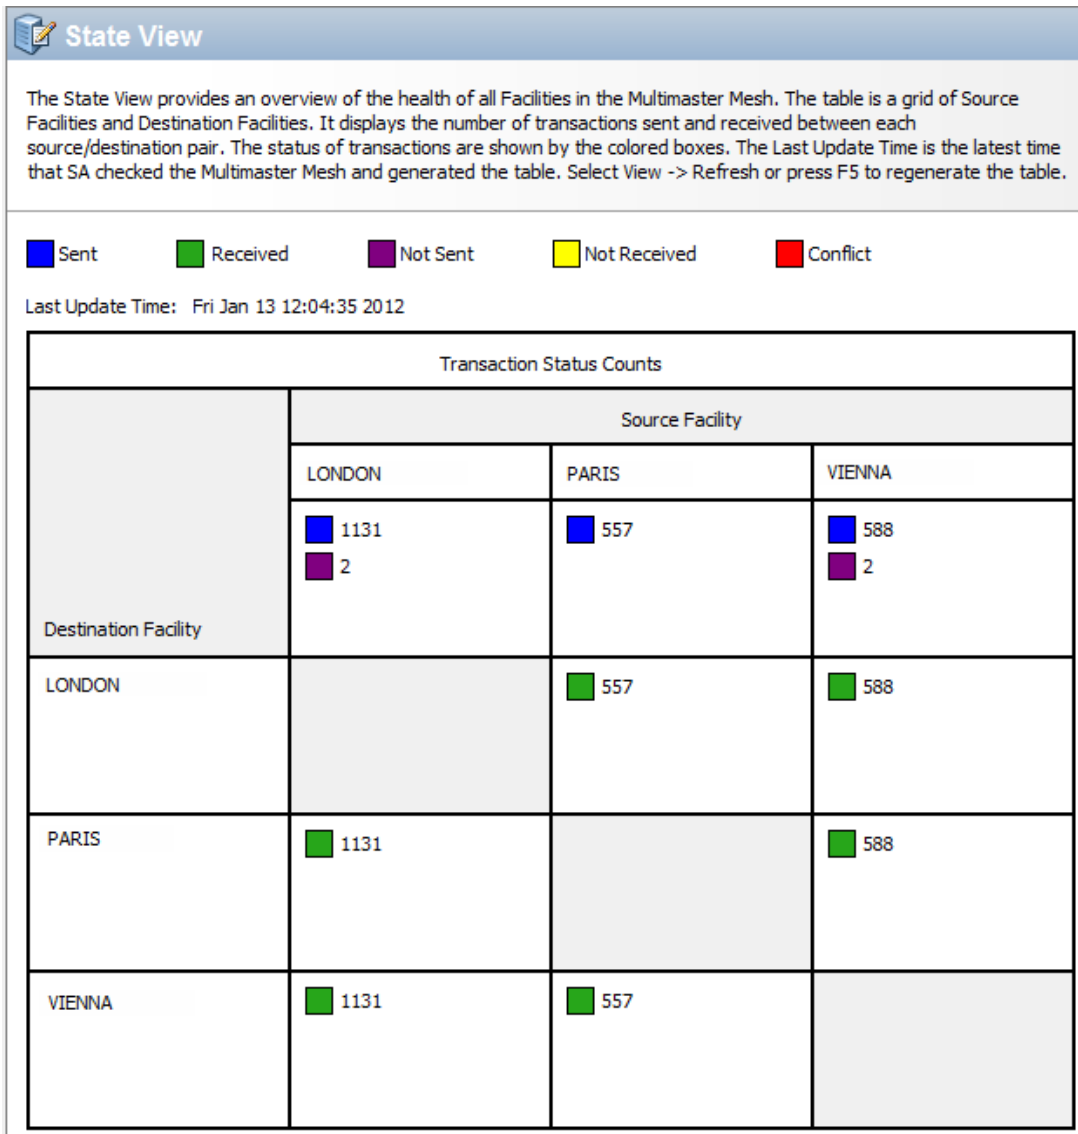 State View
The State View provides an overview of the health of all Facilities in the Multimaster Mesh. The table is a grid of Source
Facilities and Destination Facilities. It displays the number of transactions sent and received between each
source/destination pair. The status of transactions are shown by the colored boxes. The Last Update Time is the latest time
that SA checked the Multimaster Mesh and generated the table. Select View -> Refresh or press F5 to regenerate the table.
Sent Received Not Sent Not Received Conflict
Last Update Time: Fri Jan 13 12:04:35 2012
Transaction Status Counts
Source Facility
LONDON PARIS VIENNA
1131 557 588
2 2
Destination Facility
LONDON 557 588
PARIS 1131 588
VIENNA 1131 557